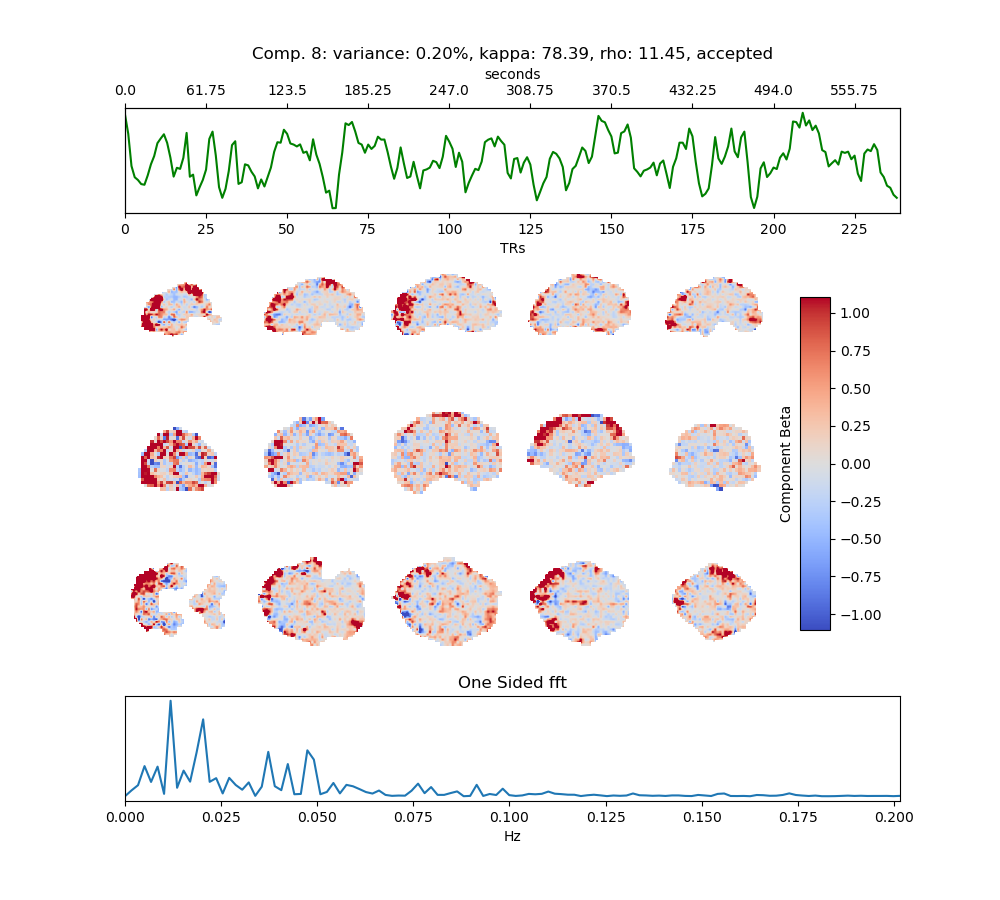 Comp. 8: variance: 0.20%, kappa: 78.39, rho: 11.45, accepted
seconds
0.0 61.75 123.5 185.25 247.0 308.75 370.5 432.25 494.0 555.75
0 25 50 75 100 125 150 175 200 225
TRs
1.00
0.75
0.50
0.25
0.00
−0.25
−0.50
−0.75
−1.00
Component Beta
One Sided fft
0.000 0.025 0.050 0.075 0.100 0.125 0.150 0.175 0.200
Hz